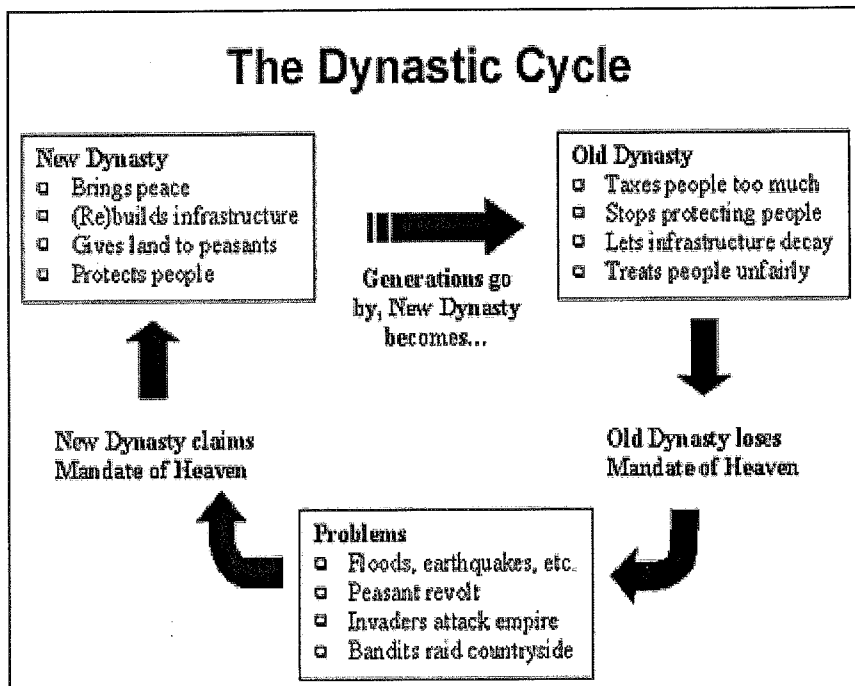 The Dynastic Cycle
New Dynasty
Brings peace
(Re)builds infrastructure
Gives land to peasants
Protects people
Generations go
by, New Dynasty
becomes...
Old Dynasty
Taxes people too much
Stops protecting people
Lets infrastructure decay
Treats people unfairly
Old Dynasty loses
Mandate of Heaven
Problems
Floods, earthquakes, etc.
Peasant revolt
Invaders attack empire
Bandits raid countryside
New Dynasty claims
Mandate of Heaven